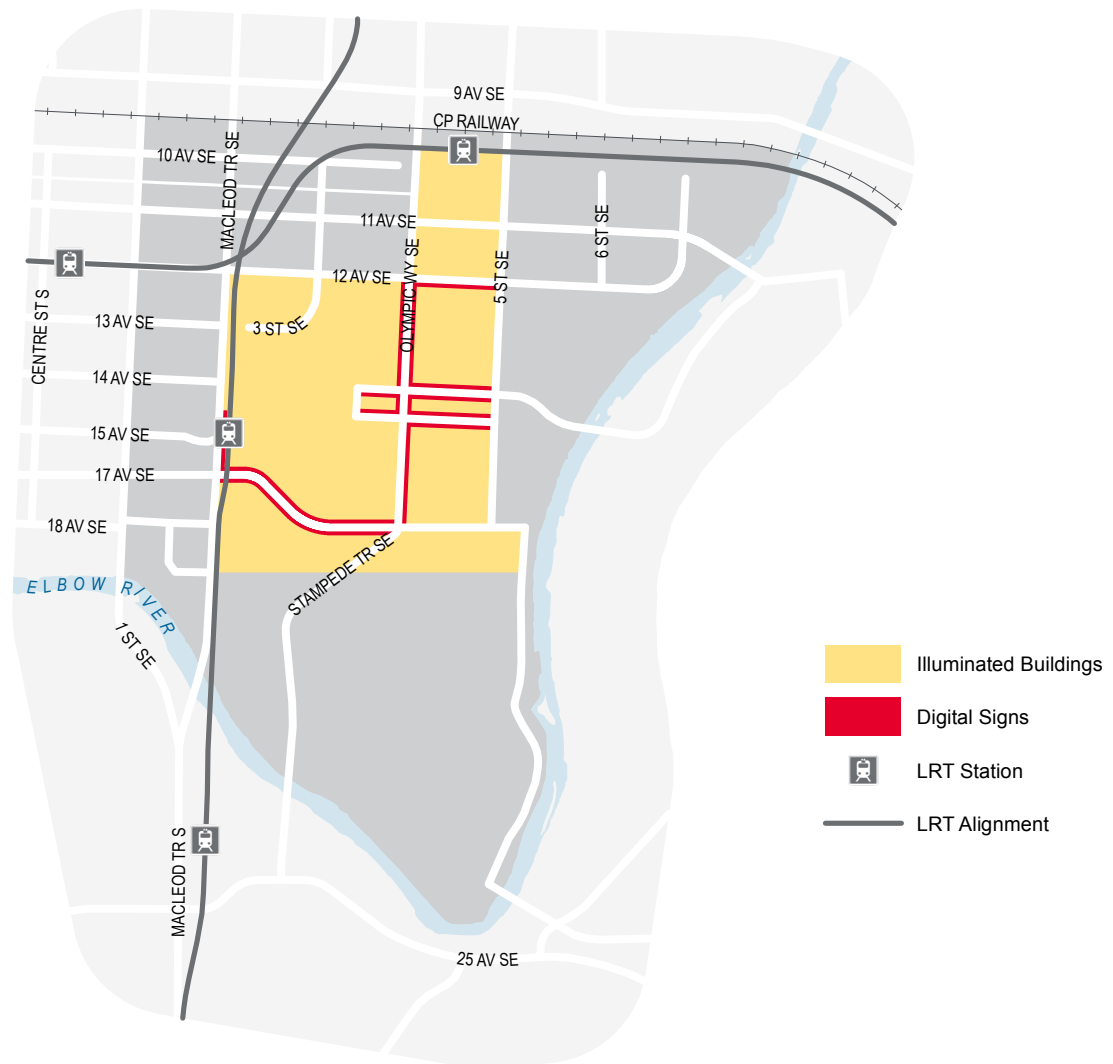 9 AV SE
CP RAILWAY
MACLEOD TR SE
10 AV SE
11 AV SE
6 ST SE
OLYMPIC WY SE
5 ST SE
12 AV SE
CENTRE ST S
13 AV SE
3 ST SE
14 AV SE
15 AV SE
17 AV SE
18 AV SE
STAMPEDE TR SE
ELBOW RIVER
1 ST SE
Illuminated Buildings
Digital Signs
LRT Station
LRT Alignment
MACLEOD TR S
25 AV SE